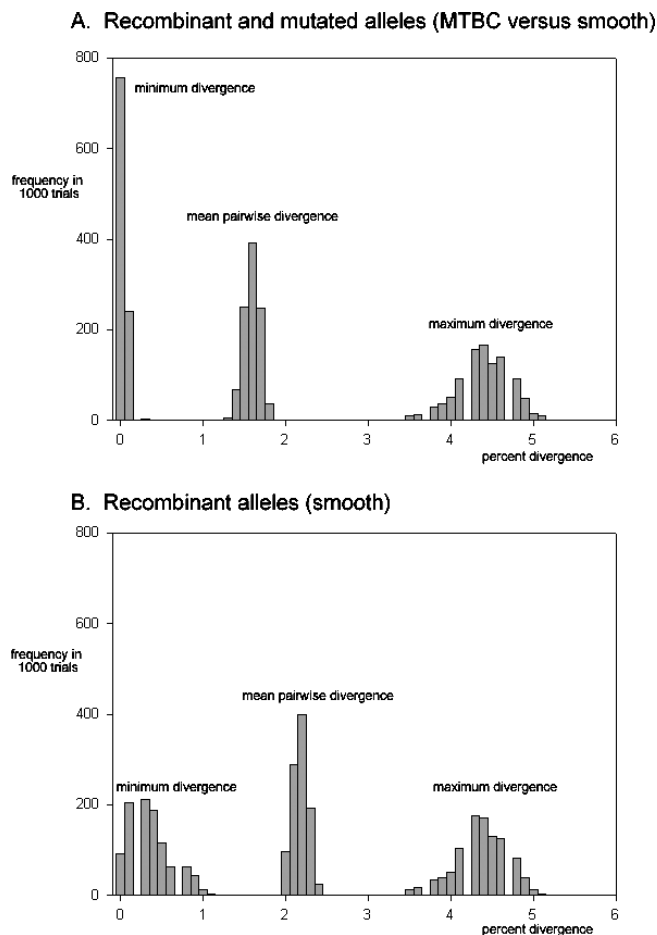 A. Recombinant and mutated alleles (MTBC versus smooth)
800
minimum divergence
600
frequency in
1000 trials
mean pairwise divergence
400
maximum divergence
200
0
0 1 2 3 4 5 6
percent divergence
B. Recombinant alleles (smooth)
800
600
frequency in
1000 trials
mean pairwise divergence
400
minimum divergence
maximum divergence
200
0
0 1 2 3 4 5 6
percent divergence